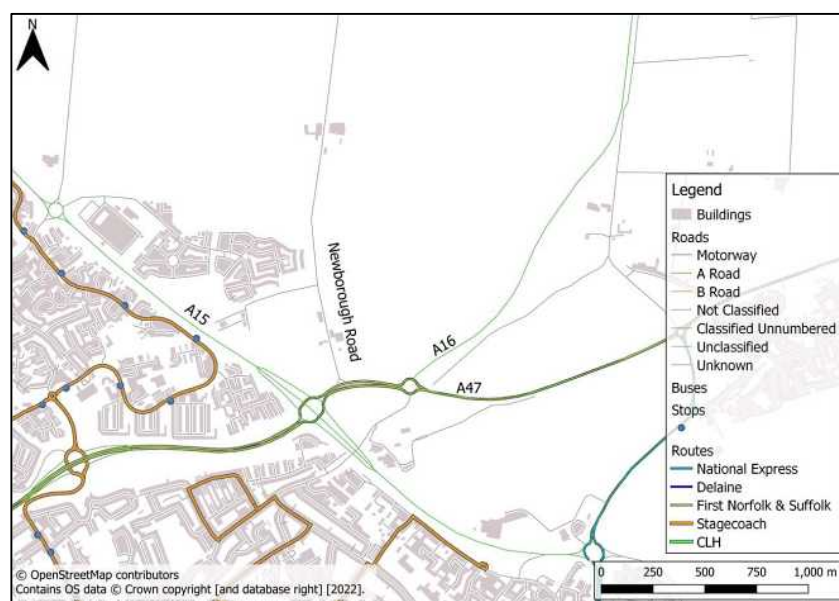 N
Newborough Road
A15
A16
A47
Legend
Buildings
Roads
Motorway
A Road
B Road
Not Classified
Classified Unnumbered
Unclassified
Unknown
Buses
Stops
Routes
National Express
Delaine
First Norfolk & Suffolk
Stagecoach
CLH
0 250 500 750 1,000 m
© OpenStreetMap contributors
Contains OS data © Crown copyright [and database right] [2022].